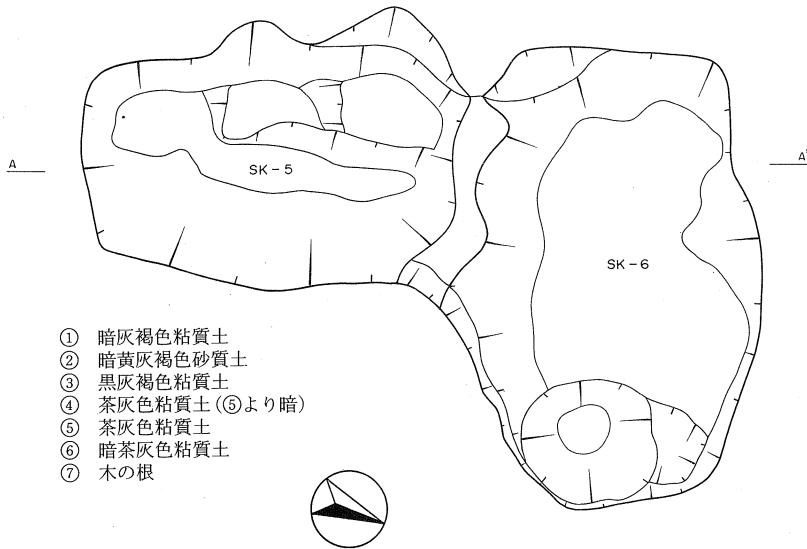 A A'
SK-5
SK-6
① 暗灰褐色粘質土
② 暗黄灰褐色砂質土
③ 黒灰褐色粘質土
④ 茶灰色粘質土(⑤より暗)
⑤ 茶灰色粘質土
⑥ 暗茶灰色粘質土
⑦ 木の根